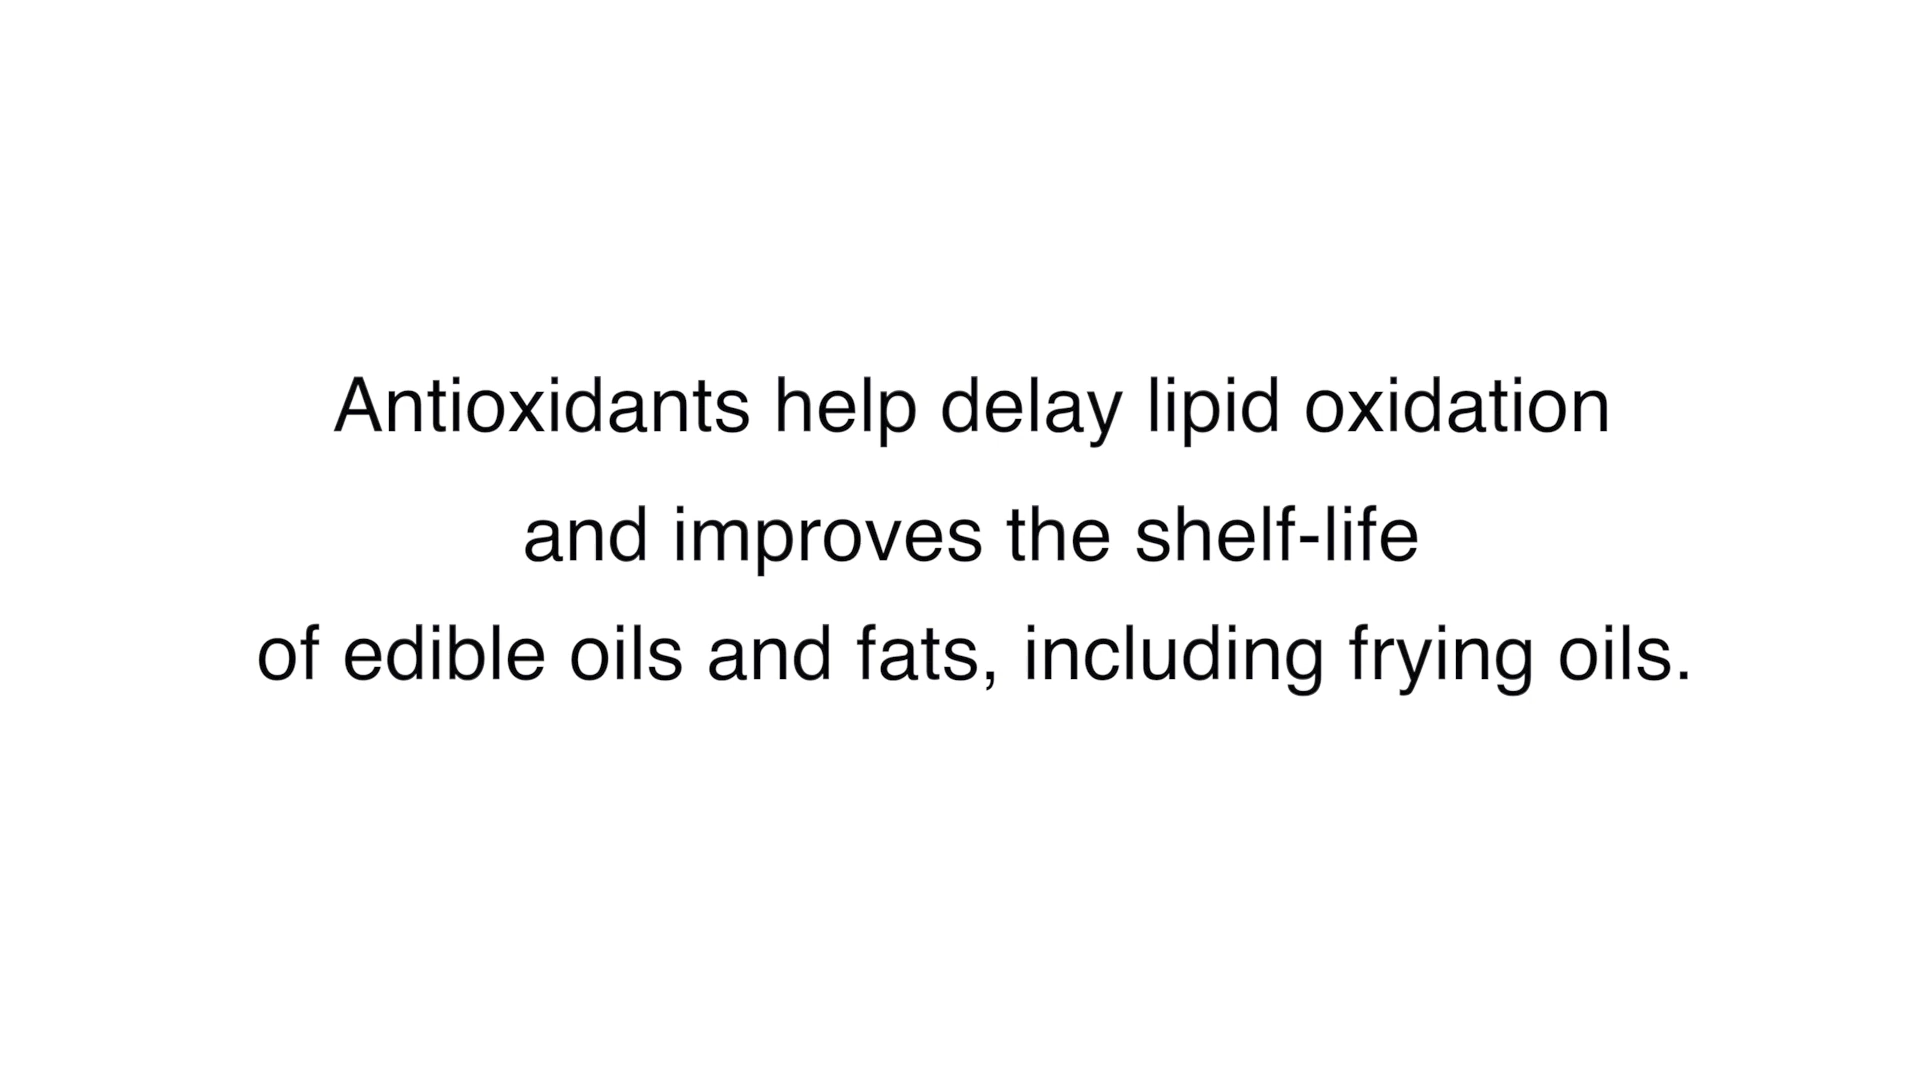 Antioxidants help delay lipid oxidation
and improves the shelf-life
of edible oils and fats, including frying oils.